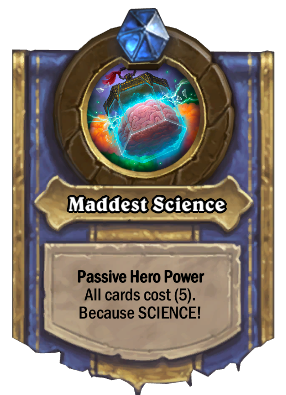 Maddest Science
Passive Hero Power
All cards cost (5).
Because SCIENCE!